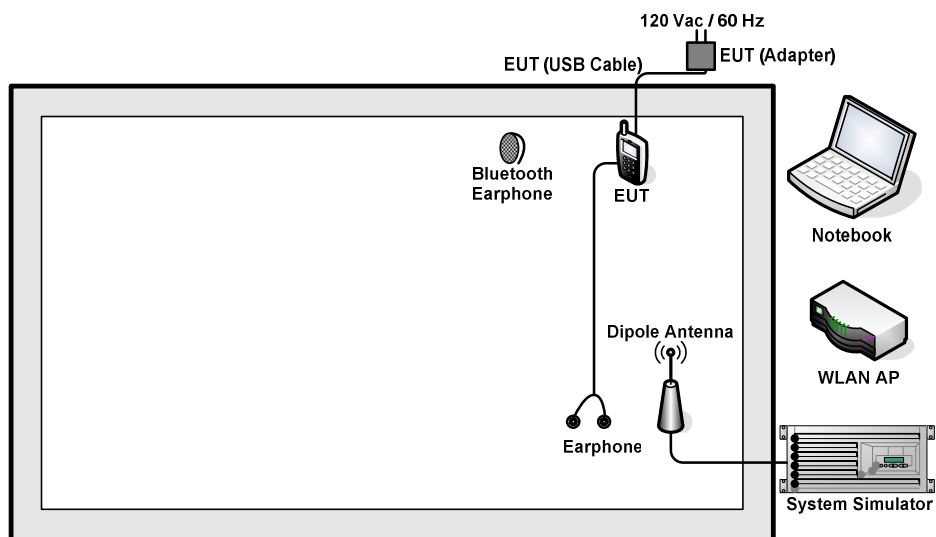 120 Vac / 60 Hz
EUT (USB Cable)
EUT (Adapter)
Bluetooth
Earphone
EUT
Notebook
Dipole Antenna
WLAN AP
Earphone
System Simulator